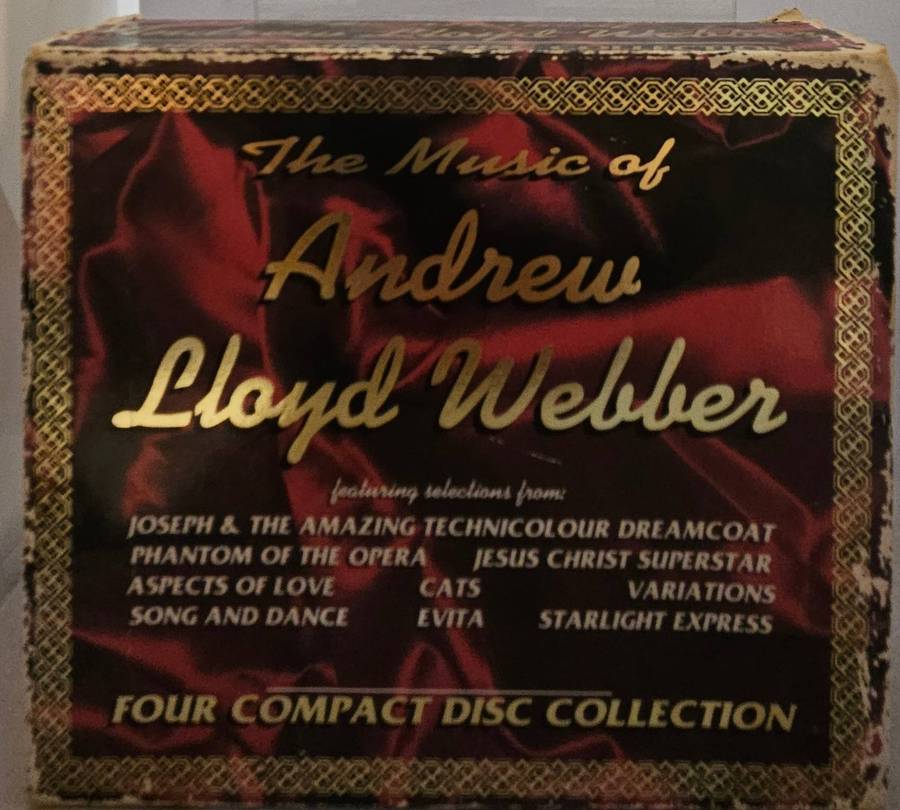 The Music of
Andrew
Lloyd Webber
featuring selections from:
JOSEPH & THE AMAZING TECHNICOLOUR DREAMCOAT
PHANTOM OF THE OPERA JESUS CHRIST SUPERSTAR
ASPECTS OF LOVE CATS VARIATIONS
SONG AND DANCE EVITA STARLIGHT EXPRESS
FOUR COMPACT DISC COLLECTION